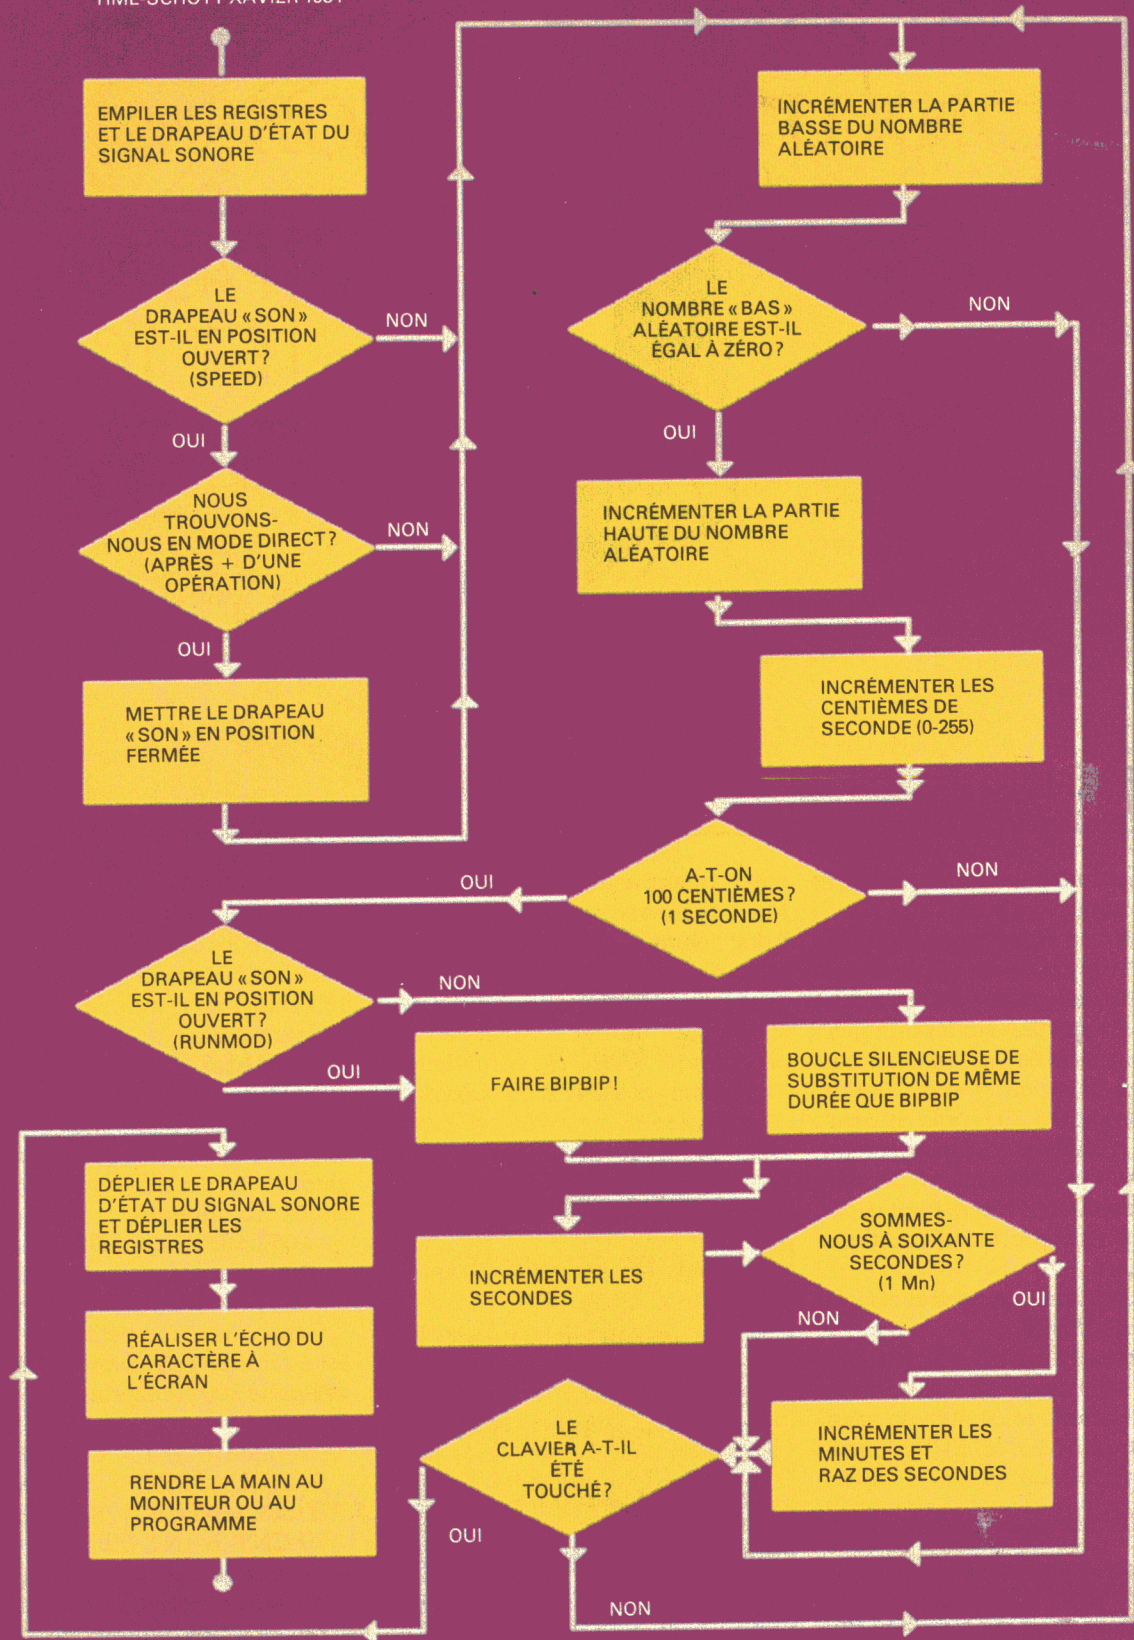 EMPILER LES REGISTRES
ET LE DRAPEAU D'ÉTAT DU
SIGNAL SONORE
LE
DRAPEAU « SON »
EST-IL EN POSITION
OUVERT ?
(SPEED)
NON
OUI
NOUS
TROUVONS-
NOUS EN MODE DIRECT ?
(APRÈS + D'UNE
OPÉRATION)
NON
OUI
METTRE LE DRAPEAU
« SON » EN POSITION
FERMÉE
INCRÉMENTER LA PARTIE
BASSE DU NOMBRE
ALÉATOIRE
LE
NOMBRE « BAS »
ALÉATOIRE EST-IL
ÉGAL À ZÉRO ?
NON
OUI
INCRÉMENTER LA PARTIE
HAUTE DU NOMBRE
ALÉATOIRE
INCRÉMENTER LES
CENTIÈMES DE
SECONDE (0-255)
A-T-ON
100 CENTIÈMES ?
(1 SECONDE)
NON
OUI
LE
DRAPEAU « SON »
EST-IL EN POSITION
OUVERT ?
(RUNMOD)
NON
OUI
FAIRE BIPBIP !
BOUCLE SILENCIEUSE DE
SUBSTITUTION DE MÊME
DURÉE QUE BIPBIP
INCRÉMENTER LES
SECONDES
SOMMES-
NOUS À SOIXANTE
SECONDES ?
(1 Mn)
OUI
NON
INCRÉMENTER LES
MINUTES ET
RAZ DES SECONDES
LE
CLAVIER A-T-IL
ÉTÉ
TOUCHÉ ?
OUI
NON
DÉPLIER LE DRAPEAU
D'ÉTAT DU SIGNAL SONORE
ET DÉPLIER LES
REGISTRES
RÉALISER L'ÉCHO DU
CARACTÈRE À
L'ÉCRAN
RENDRE LA MAIN AU
MONITEUR OU AU
PROGRAMME